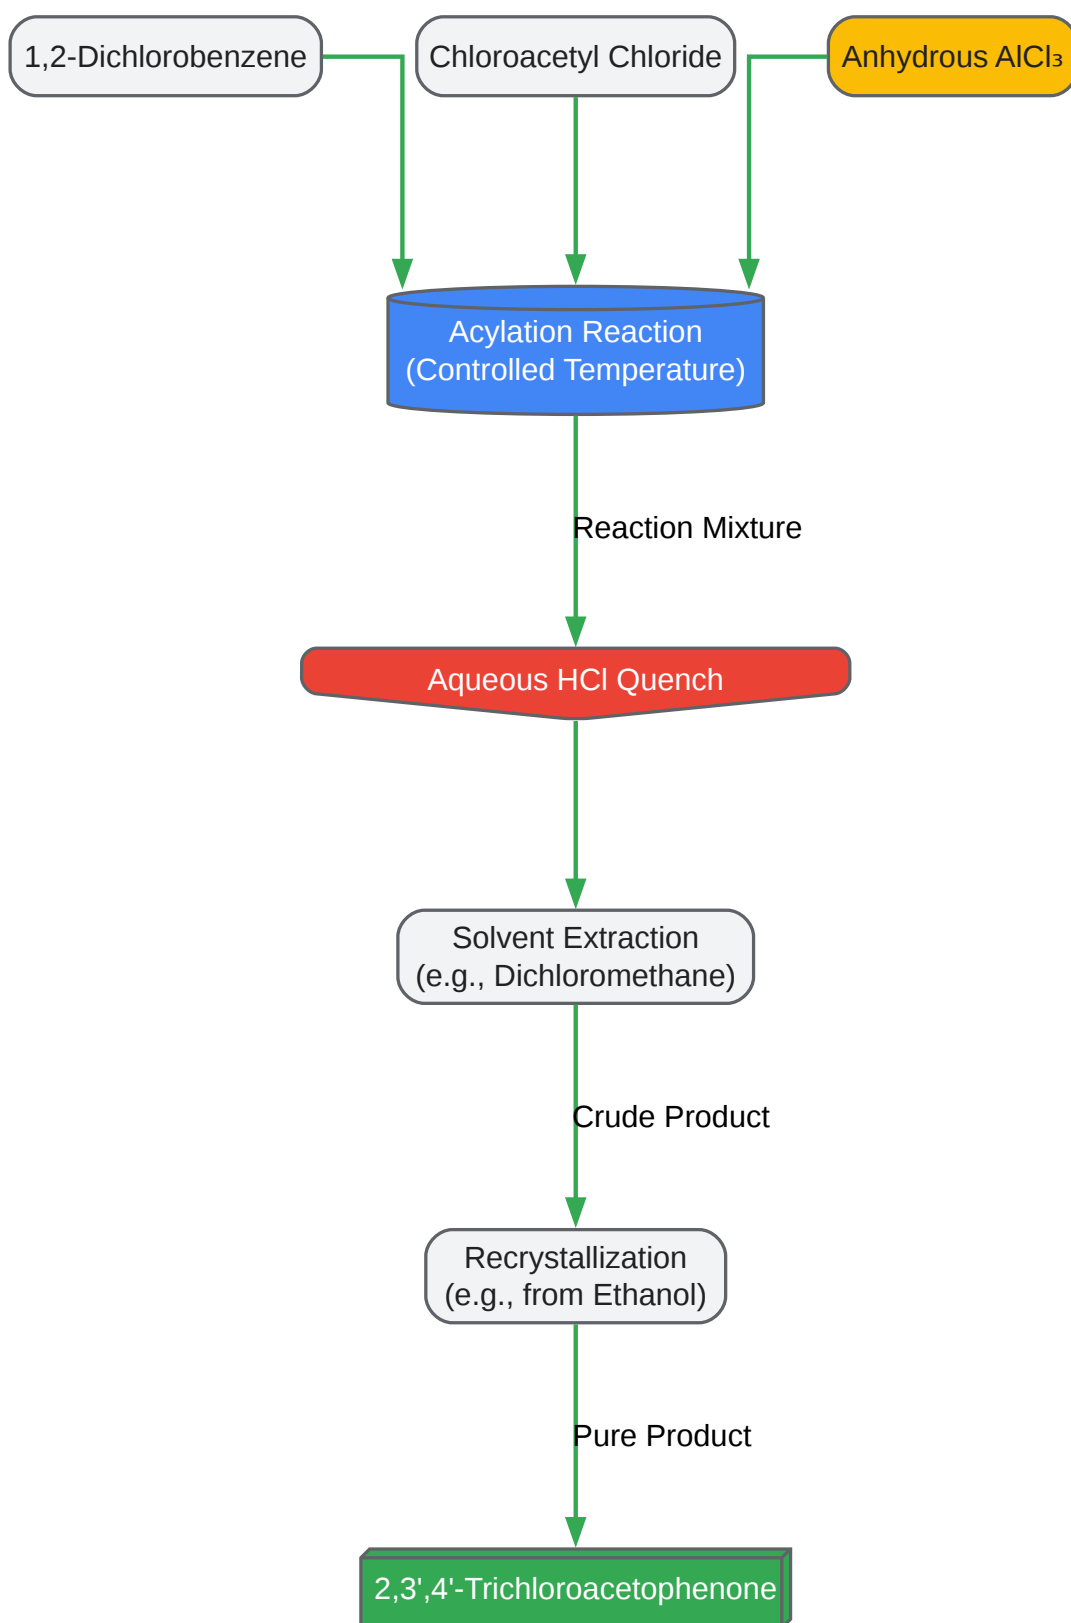 1,2-Dichlorobenzene
Chloroacetyl Chloride
Anhydrous AlCl₃
Acylation Reaction
(Controlled Temperature)
Reaction Mixture
Aqueous HCl Quench
Solvent Extraction
(e.g., Dichloromethane)
Crude Product
Recrystallization
(e.g., from Ethanol)
Pure Product
2,3',4'-Trichloroacetophenone